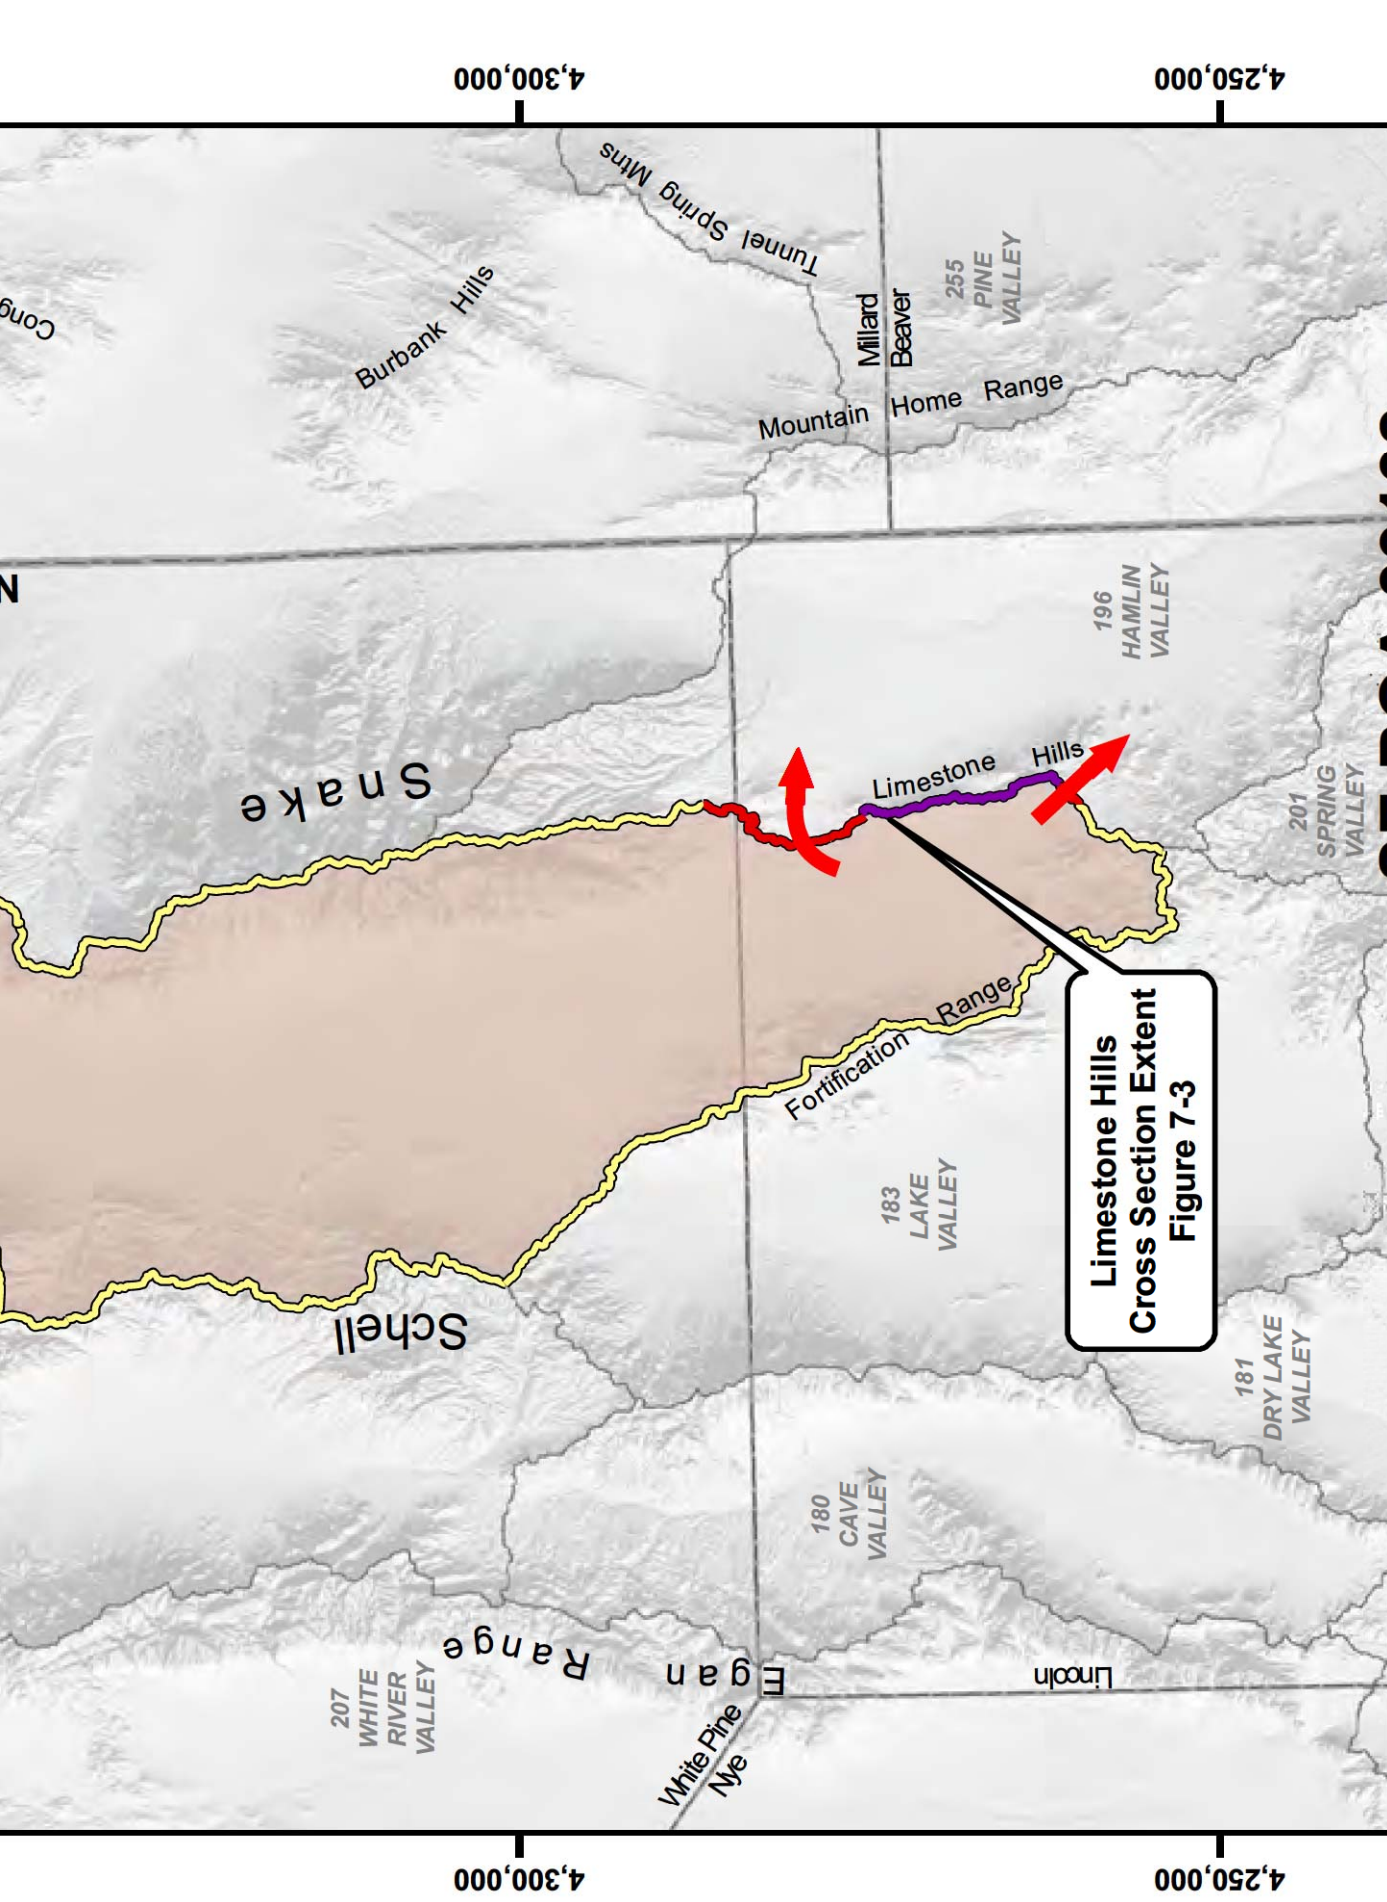 4,300,000
4,250,000
Tunnel Spring Mtns
Cong
Burbank Hills
255
PINE
VALLEY
Millard
Beaver
Mountain Home Range
N
196
HAMLIN
VALLEY
Snake
Limestone Hills
201
SPRING
VALLEY
Fortification Range
Limestone Hills
Cross Section Extent
Figure 7-3
183
LAKE
VALLEY
Schell
181
DRY LAKE
VALLEY
180
CAVE
VALLEY
Egan Range
207
WHITE
RIVER
VALLEY
Lincoln
White Pine
Nye
4,300,000
4,250,000